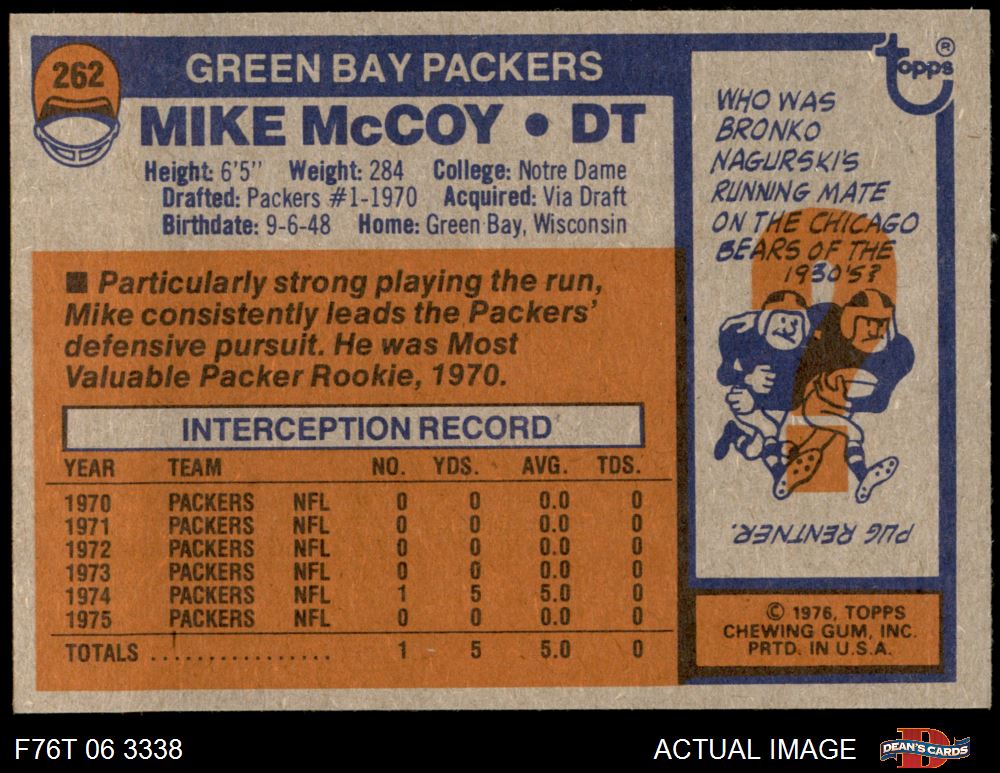 262
GREEN BAY PACKERS
MIKE McCOY • DT
Height: 6'5" Weight: 284 College: Notre Dame
Drafted: Packers #1-1970 Acquired: Via Draft
Birthdate: 9-6-48 Home: Green Bay, Wisconsin
■ Particularly strong playing the run,
Mike consistently leads the Packers'
defensive pursuit. He was Most
Valuable Packer Rookie, 1970.
INTERCEPTION RECORD
YEAR TEAM NO. YDS. AVG. TDS.
1970 PACKERS NFL 0 0 0.0 0
1971 PACKERS NFL 0 0 0.0 0
1972 PACKERS NFL 0 0 0.0 0
1973 PACKERS NFL 0 0 0.0 0
1974 PACKERS NFL 1 5 5.0 0
1975 PACKERS NFL 0 0 0.0 0
TOTALS ................. 1 5 5.0 0
topps ®
WHO WAS
BRONKO
NAGURSKI'S
RUNNING MATE
ON THE CHICAGO
BEARS OF THE
1930'S?
PUG RENTNER.
© 1976, TOPPS
CHEWING GUM, INC.
PRTD. IN U.S.A.
F76T 06 3338
ACTUAL IMAGE
DEAN'S CARDS